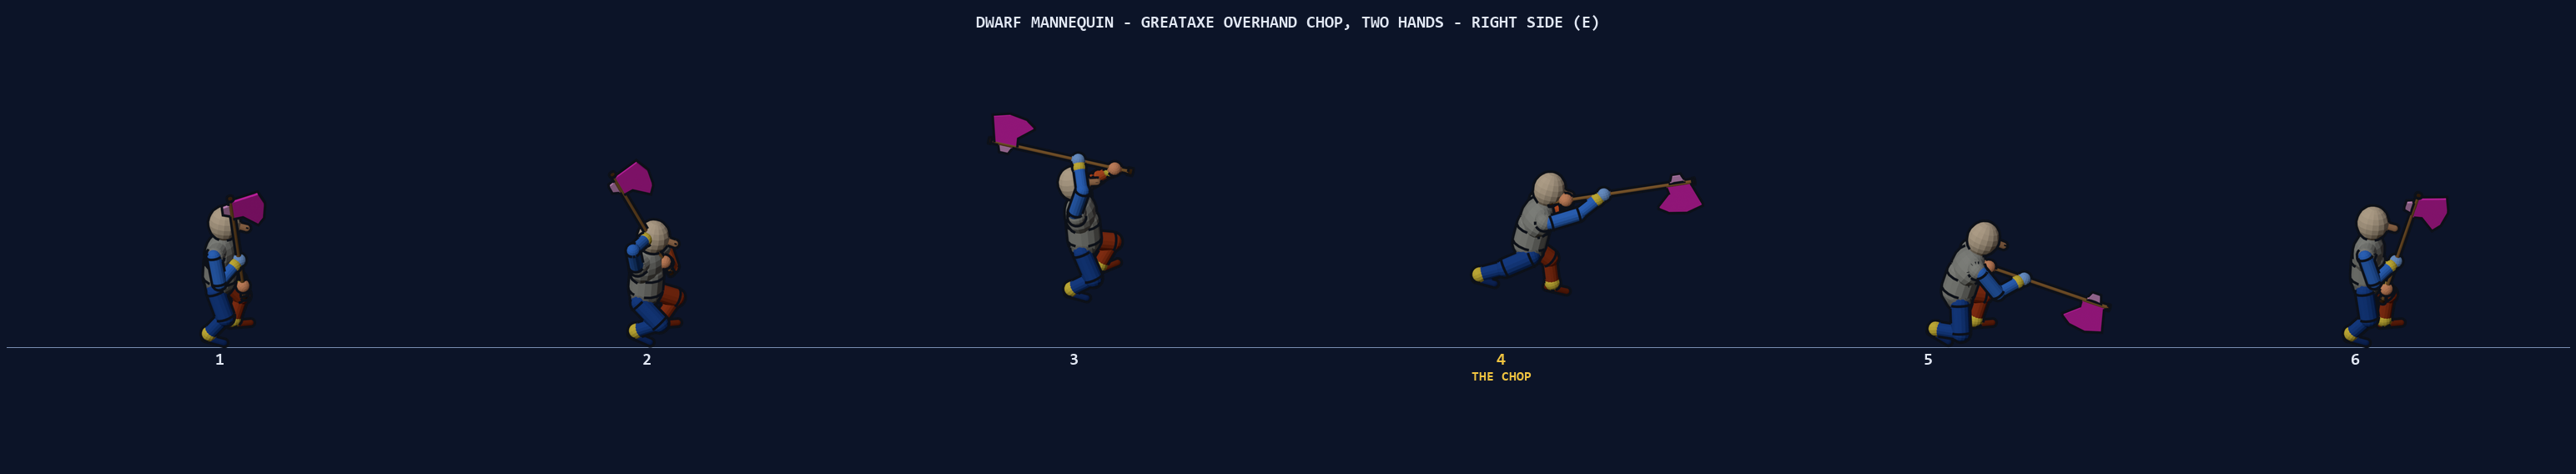 DWARF MANNEQUIN - GREATAXE OVERHAND CHOP, TWO HANDS - RIGHT SIDE (E)
1 2 3 4 5 6
THE CHOP